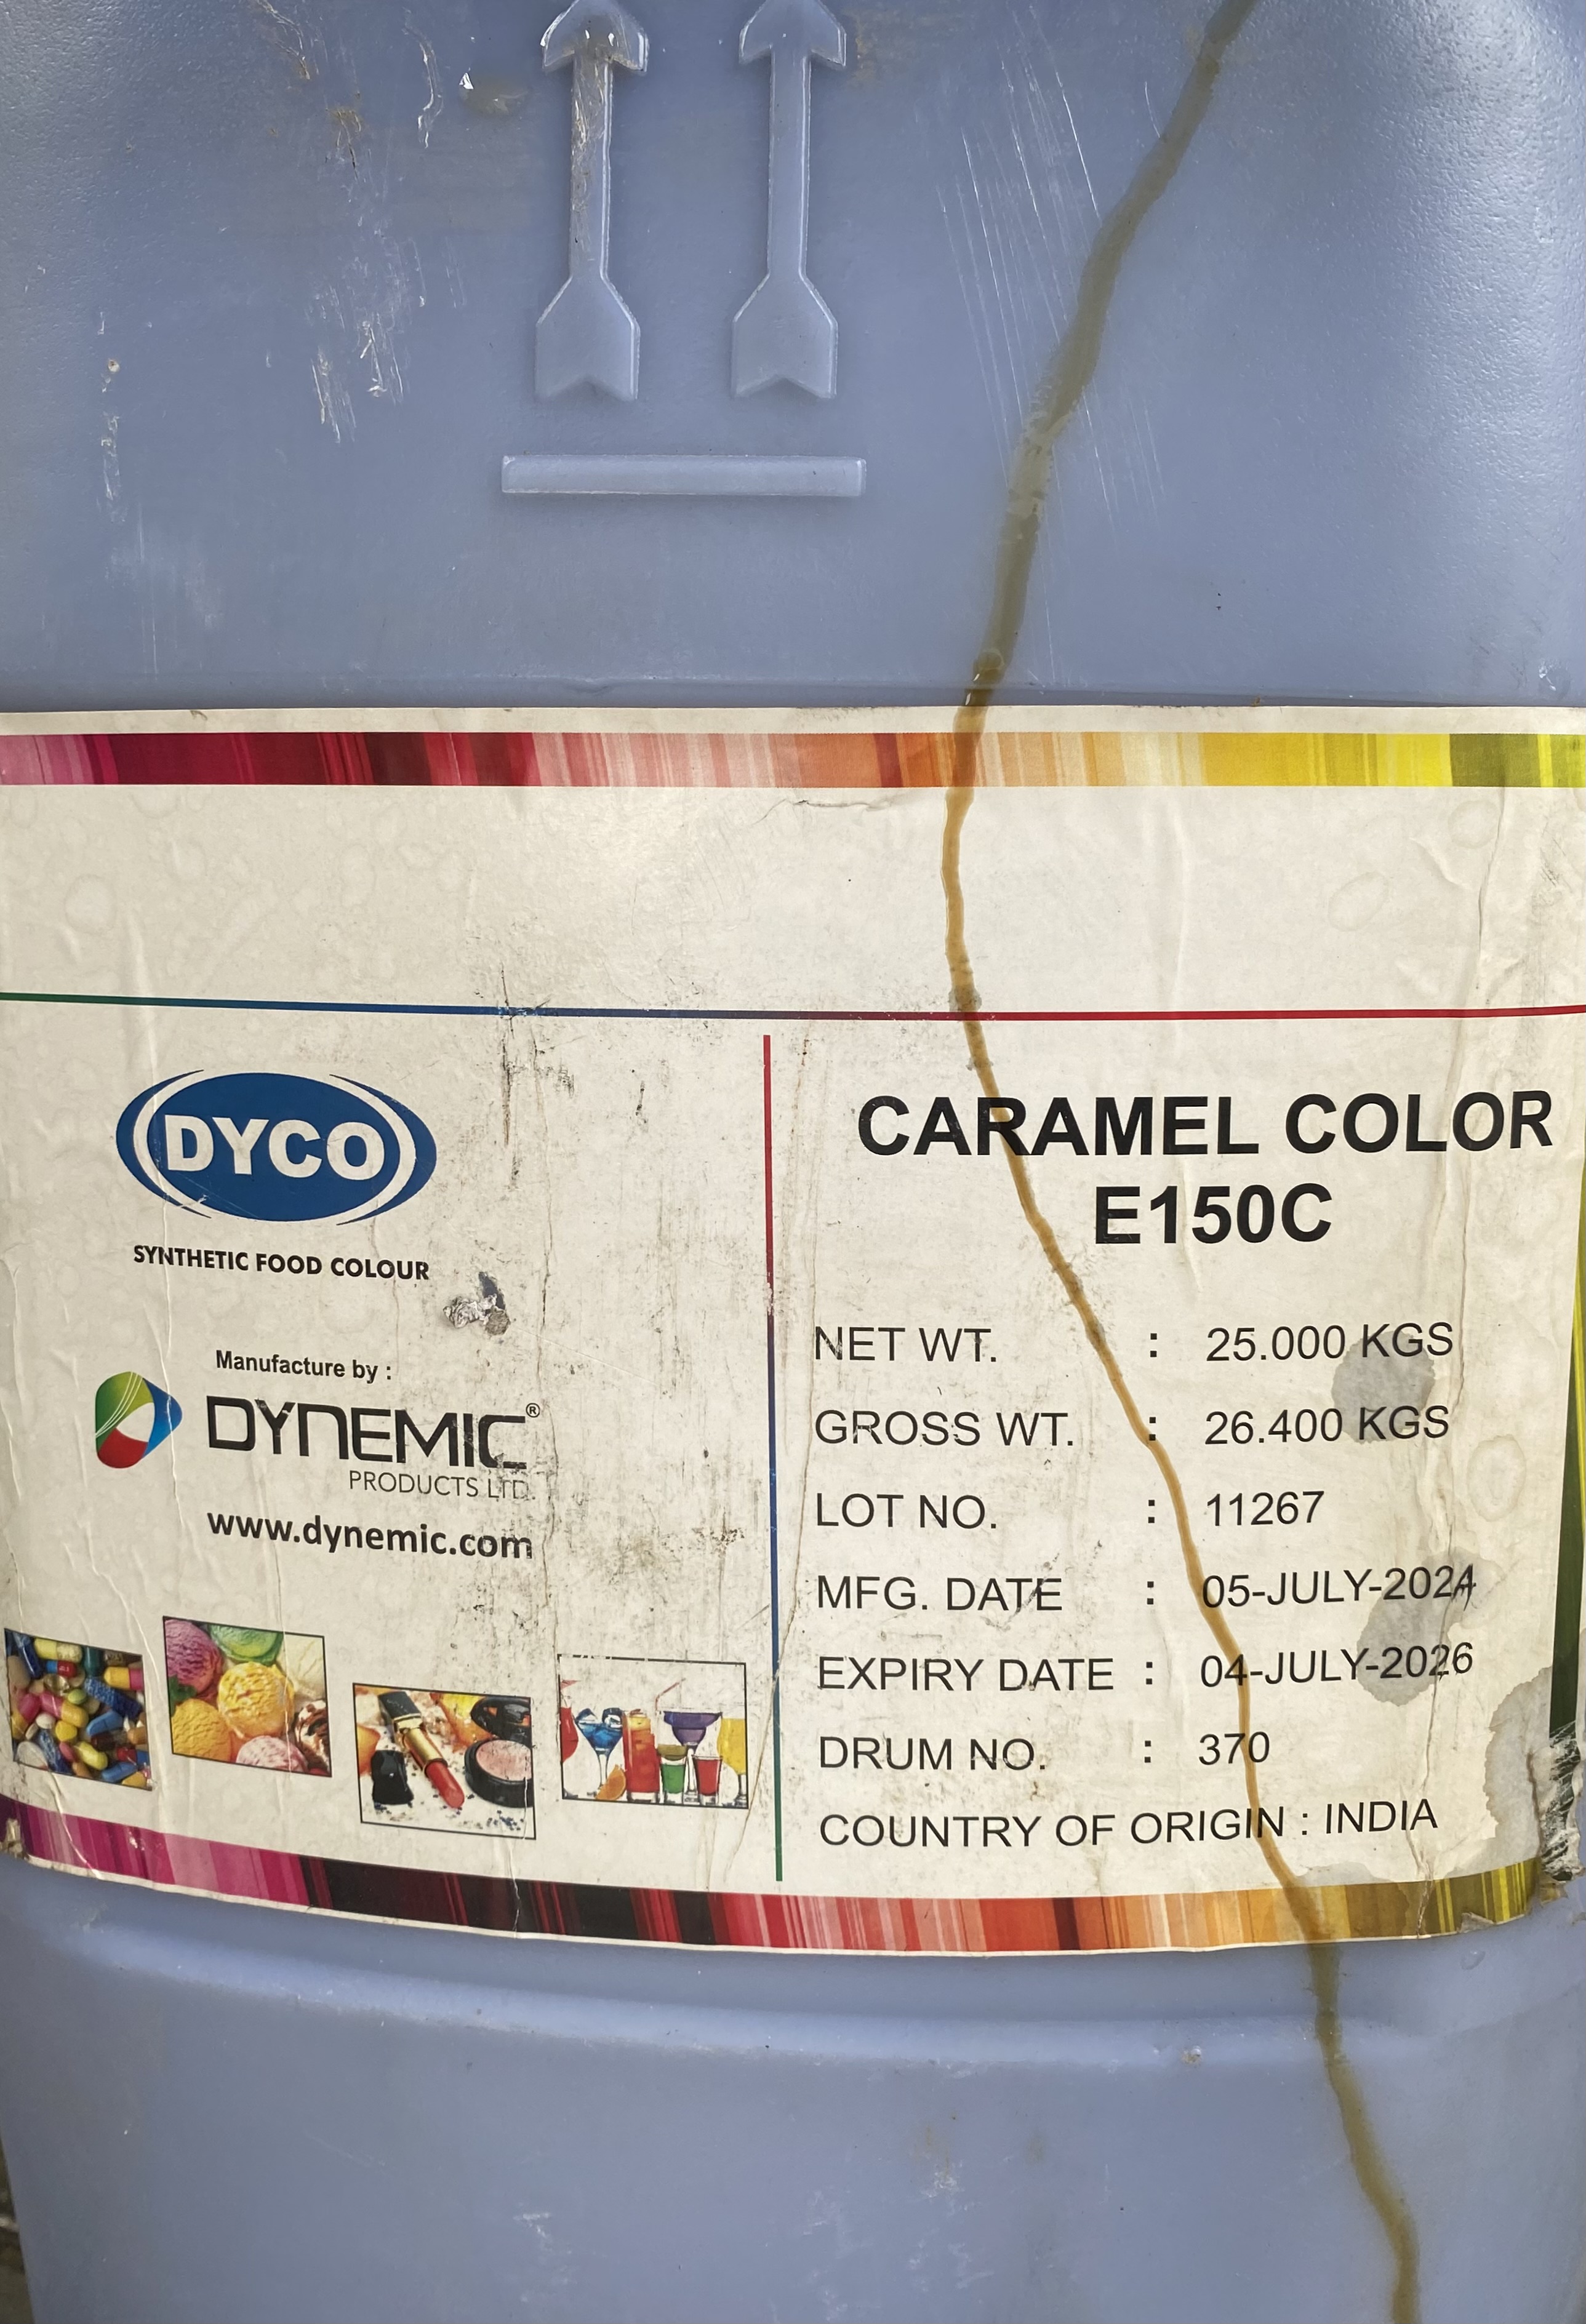 DYCO
SYNTHETIC FOOD COLOUR
Manufacture by :
DYNEMIC®
PRODUCTS LTD.
www.dynemic.com
CARAMEL COLOR
E150C
NET WT. : 25.000 KGS
GROSS WT. : 26.400 KGS
LOT NO. : 11267
MFG. DATE : 05-JULY-2024
EXPIRY DATE : 04-JULY-2026
DRUM NO. : 370
COUNTRY OF ORIGIN : INDIA